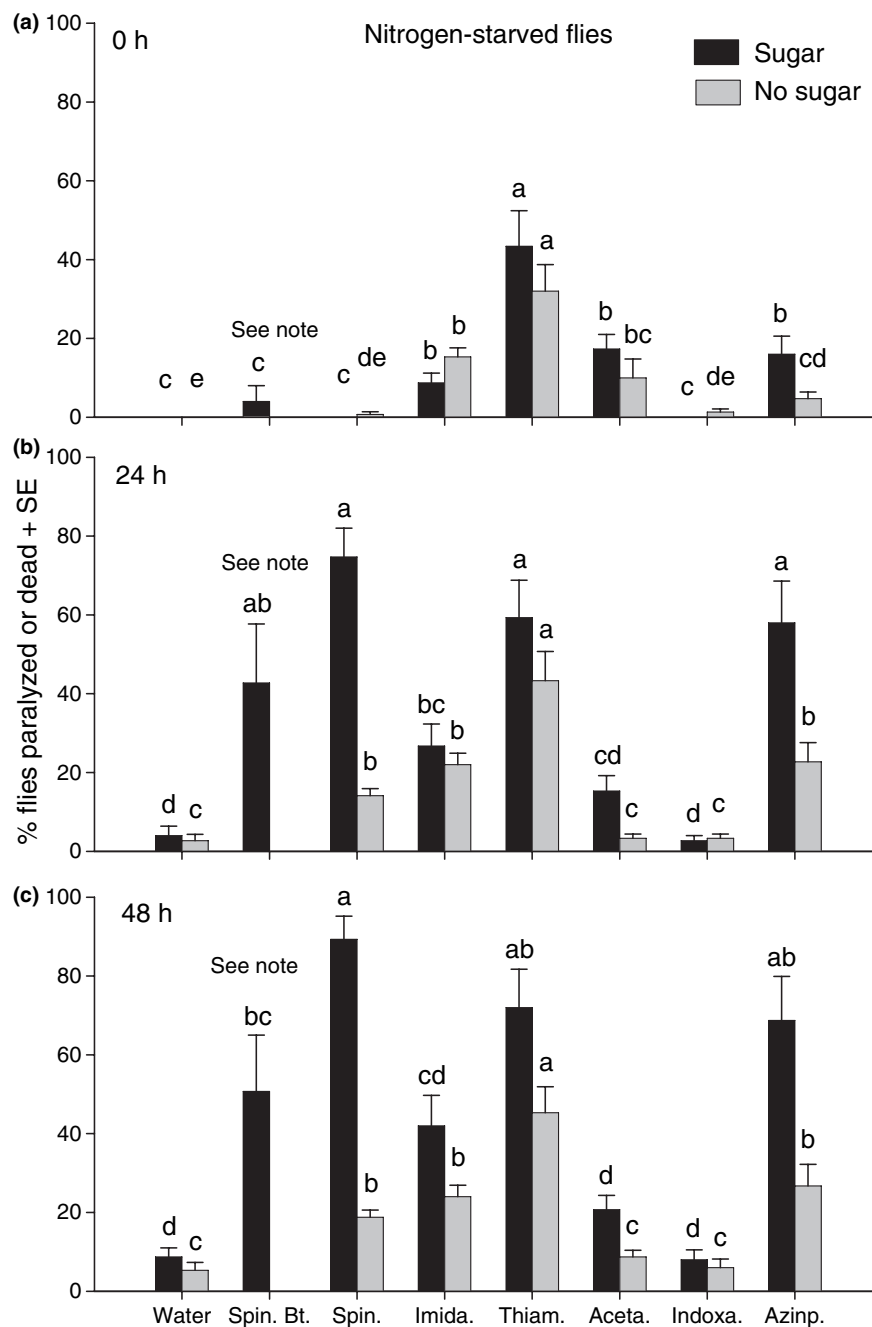 (a) 100
0 h
Nitrogen-starved flies
Sugar
No sugar
80
60
40
20
0
See note
c e c c de b b a a b bc c de b cd
(b) 100
24 h
80
60
40
20
0
See note
d c ab a b bc b a a cd c d c a b
% flies paralyzed or dead + SE
(c) 100
48 h
80
60
40
20
0
See note
d c bc a b cd b ab a d c d c ab b
Water Spin. Bt. Spin. Imida. Thiam. Aceta. Indoxa. Azinp.